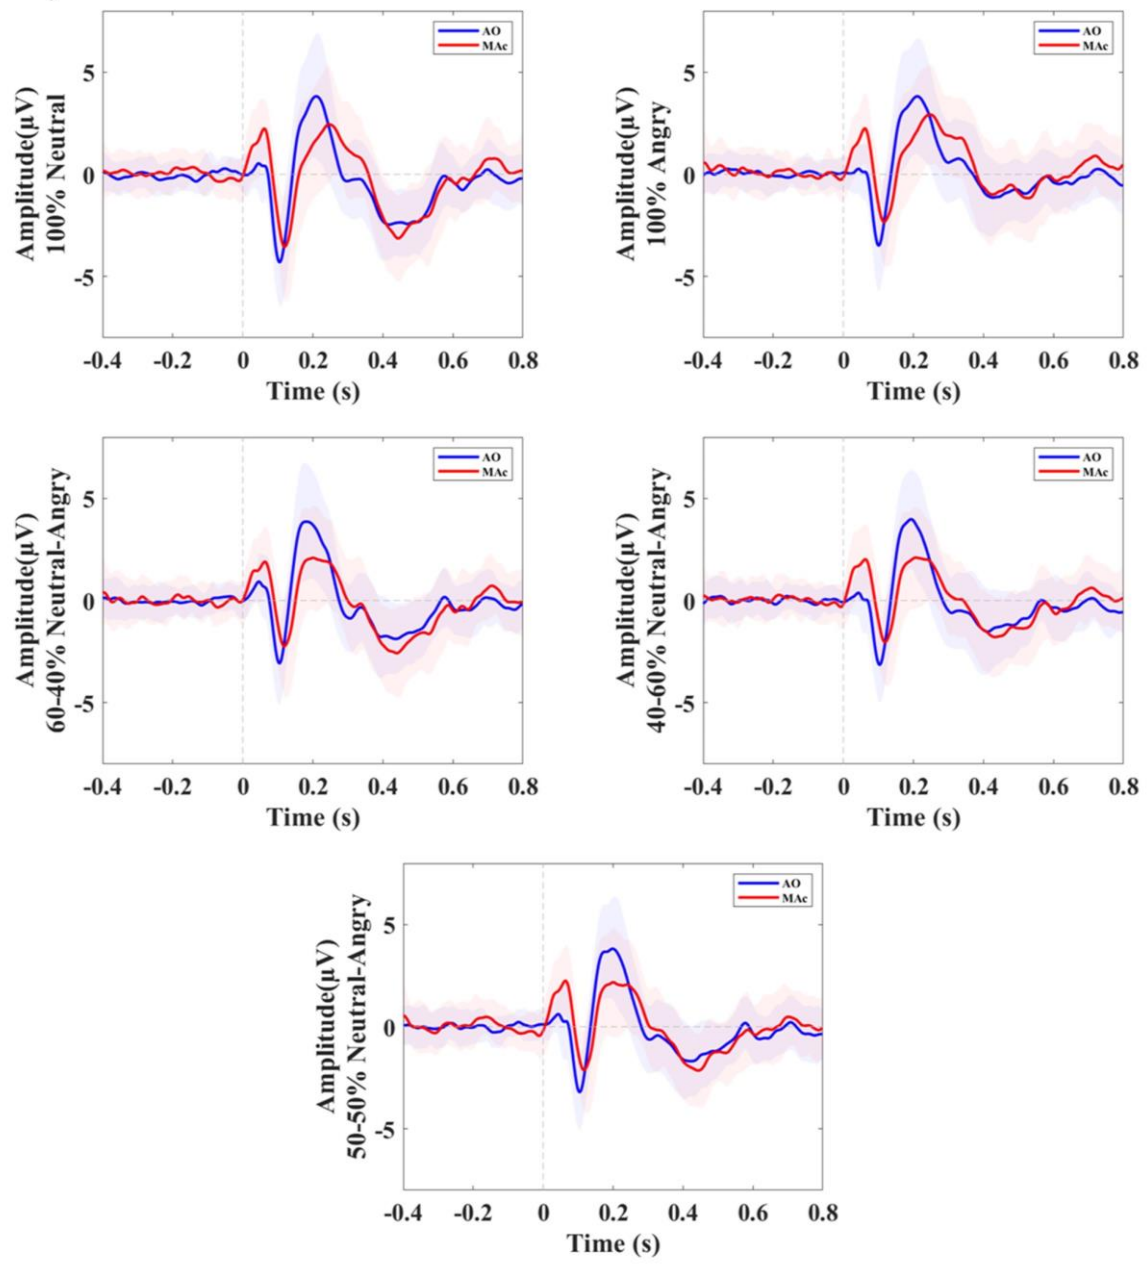 Amplitude(μV)
100% Neutral
5
0
-5
AO
MAc
-0.4 -0.2 0 0.2 0.4 0.6 0.8
Time (s)
Amplitude(μV)
100% Angry
5
0
-5
AO
MAc
-0.4 -0.2 0 0.2 0.4 0.6 0.8
Time (s)
Amplitude(μV)
60-40% Neutral-Angry
5
0
-5
AO
MAc
-0.4 -0.2 0 0.2 0.4 0.6 0.8
Time (s)
Amplitude(μV)
40-60% Neutral-Angry
5
0
-5
AO
MAc
-0.4 -0.2 0 0.2 0.4 0.6 0.8
Time (s)
Amplitude(μV)
50-50% Neutral-Angry
5
0
-5
AO
MAc
-0.4 -0.2 0 0.2 0.4 0.6 0.8
Time (s)